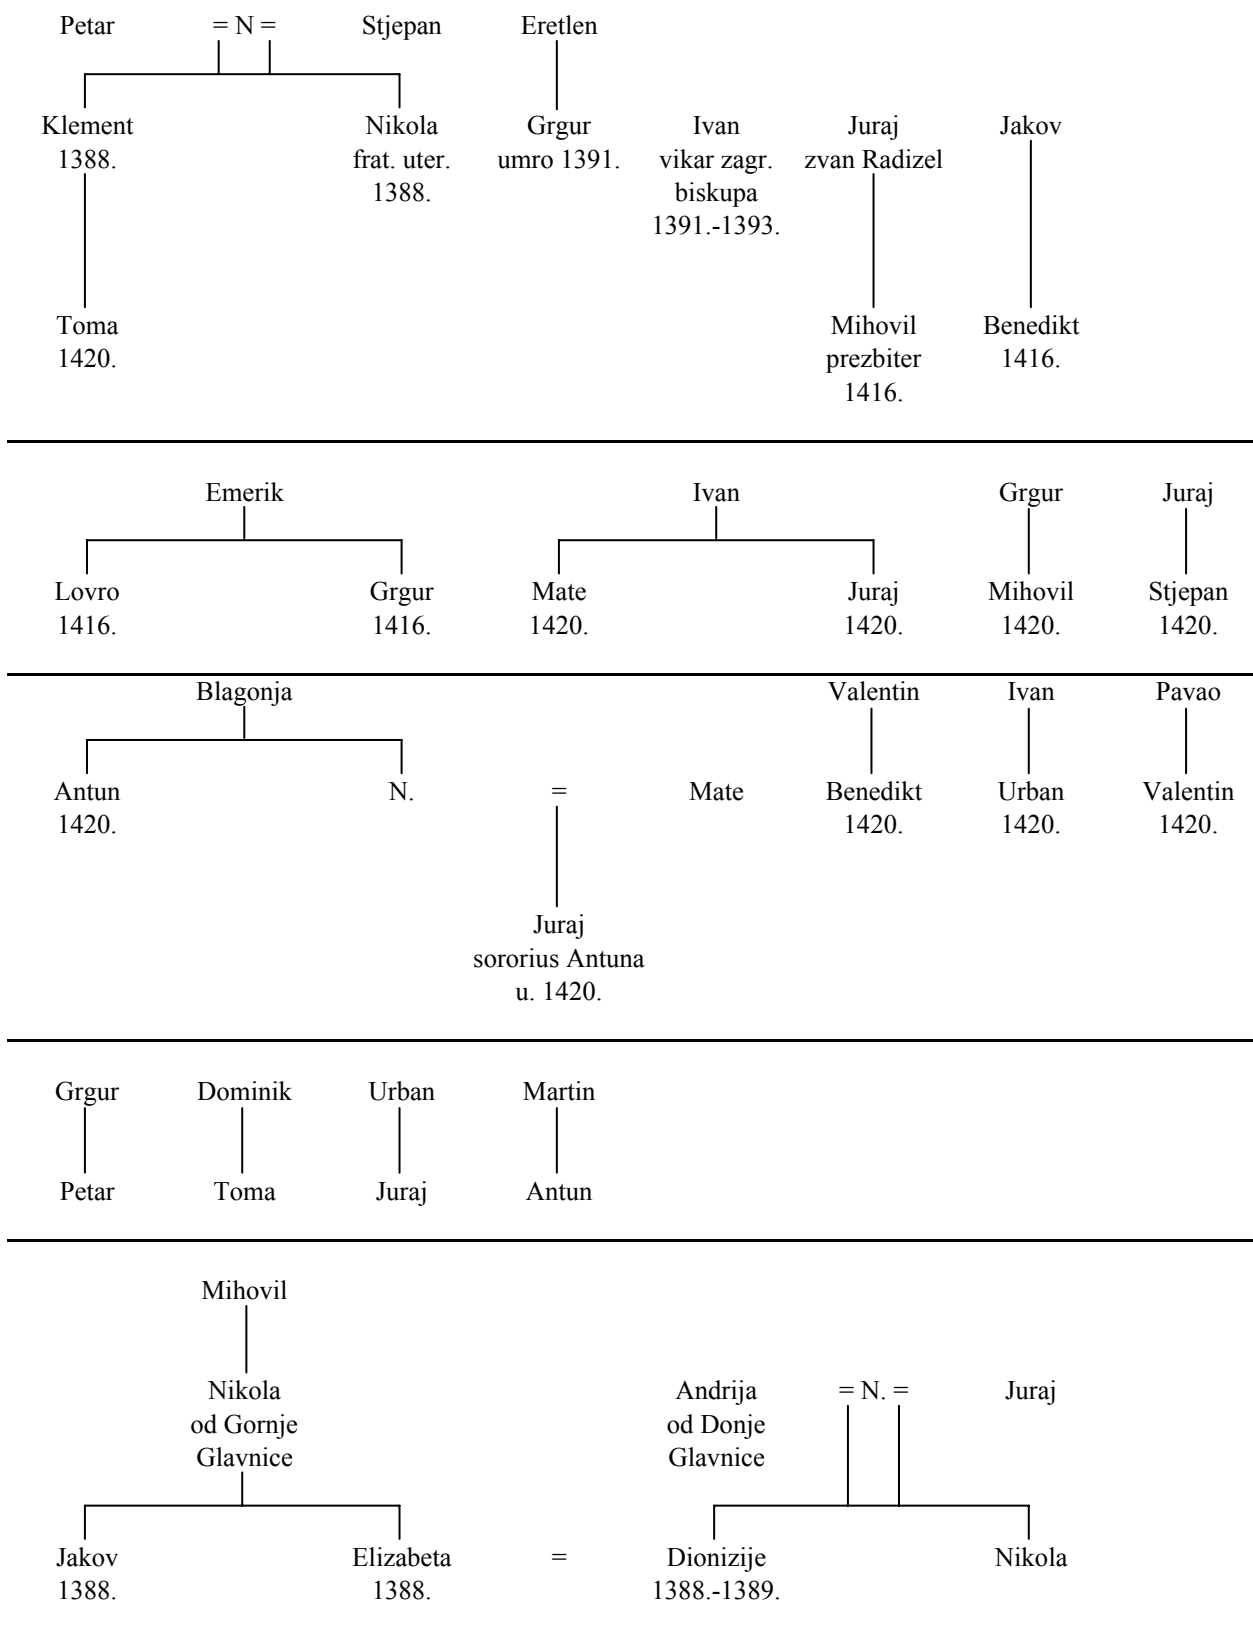 Petar = N = Stjepan Eretlen
Klement Nikola Grgur Ivan Juraj Jakov
1388. frat. uter. umro 1391. vikar zagr. zvan Radizel
1388. biskupa
1391.-1393.
Toma Mihovil Benedikt
1420. prezbiter 1416.
1416.
Emerik Ivan Grgur Juraj
Lovro Grgur Mate Juraj Mihovil Stjepan
1416. 1416. 1420. 1420. 1420. 1420.
Blagonja Valentin Ivan Pavao
Antun N. = Mate Benedikt Urban Valentin
1420. 1420. 1420. 1420.
Juraj
sororius Antuna
u. 1420.
Grgur Dominik Urban Martin
Petar Toma Juraj Antun
Mihovil
Nikola Andrija = N. = Juraj
od Gornje od Donje
Glavnice Glavnice
Jakov Elizabeta = Dionizije Nikola
1388. 1388. 1388.-1389.